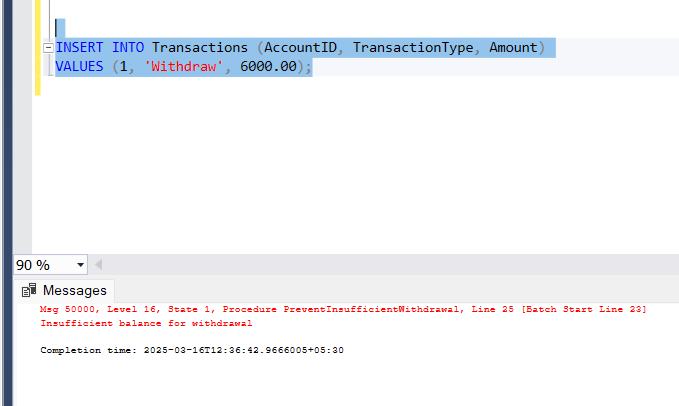 INSERT INTO Transactions (AccountID, TransactionType, Amount)
VALUES (1, 'Withdraw', 6000.00);
90 %
Messages
Msg 50000, Level 16, State 1, Procedure PreventInsufficientWithdrawal, Line 25 [Batch Start Line 23]
Insufficient balance for withdrawal
Completion time: 2025-03-16T12:36:42.9666005+05:30